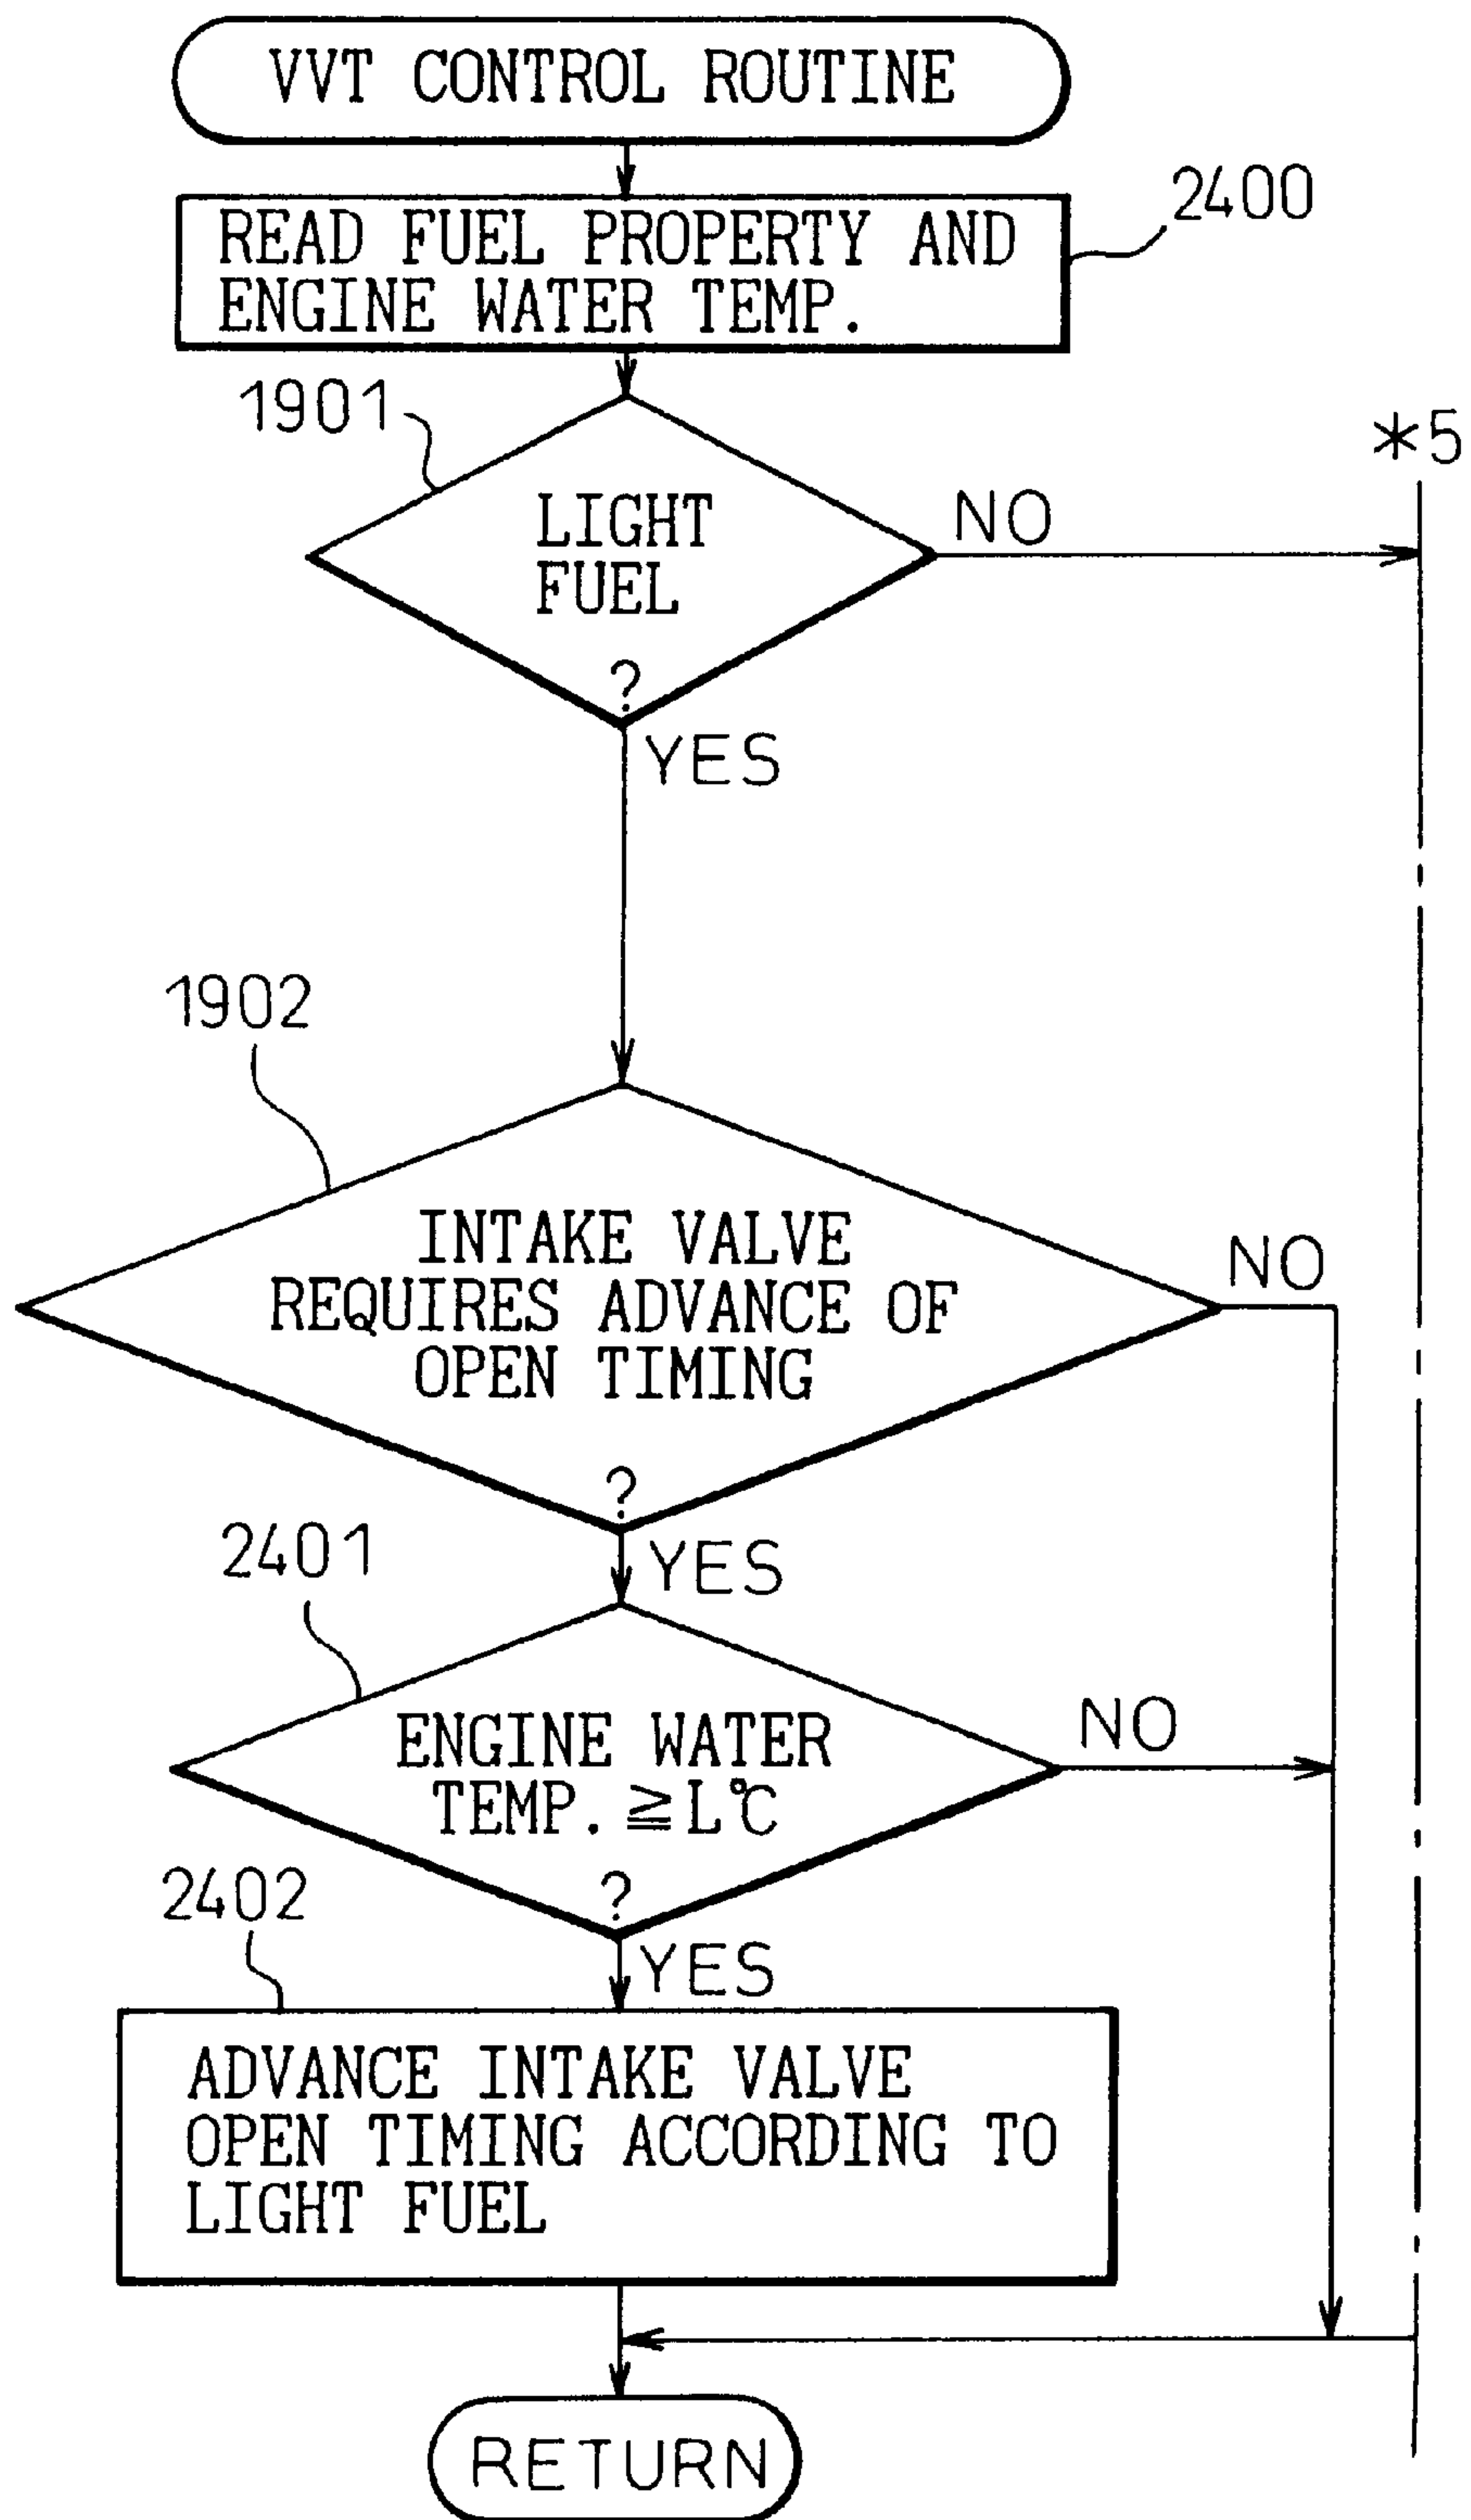 VVT CONTROL ROUTINE
2400
READ FUEL PROPERTY AND
ENGINE WATER TEMP.
1901
*5
LIGHT
FUEL
?
NO
YES
1902
INTAKE VALVE
REQUIRES ADVANCE OF
OPEN TIMING
?
NO
YES
2401
ENGINE WATER
TEMP. ≧ L℃
?
NO
YES
2402
ADVANCE INTAKE VALVE
OPEN TIMING ACCORDING TO
LIGHT FUEL
RETURN